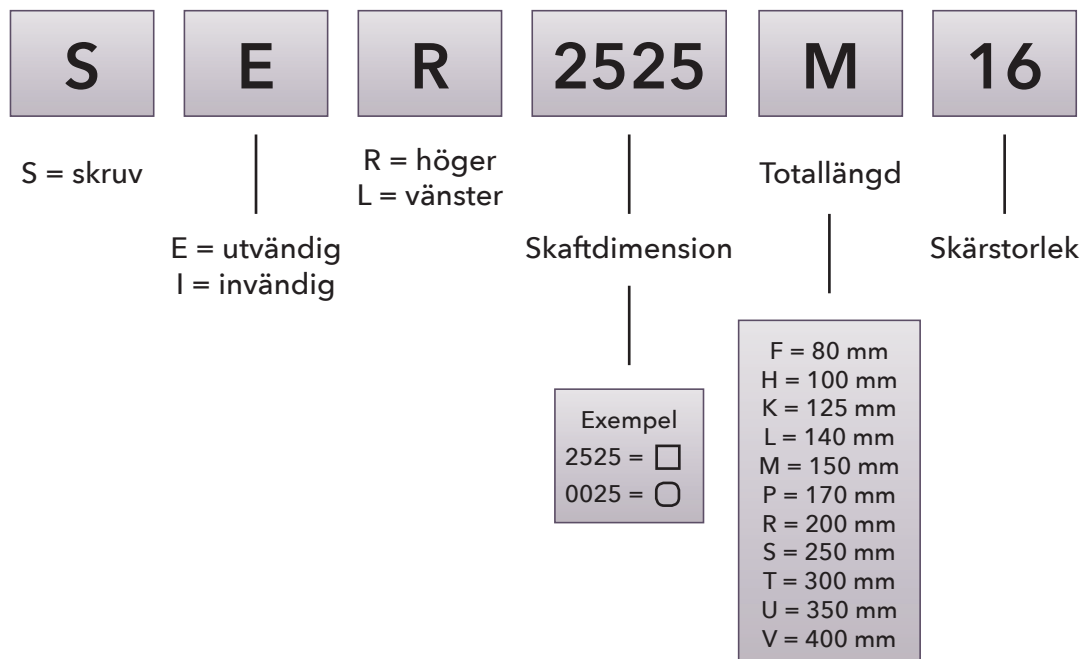 S E R 2525 M 16
S = skruv
E = utvändig
I = invändig
R = höger
L = vänster
Skaftdimension
Exempel
2525 =
0025 =
Totallängd
F = 80 mm
H = 100 mm
K = 125 mm
L = 140 mm
M = 150 mm
P = 170 mm
R = 200 mm
S = 250 mm
T = 300 mm
U = 350 mm
V = 400 mm
Skärstorlek